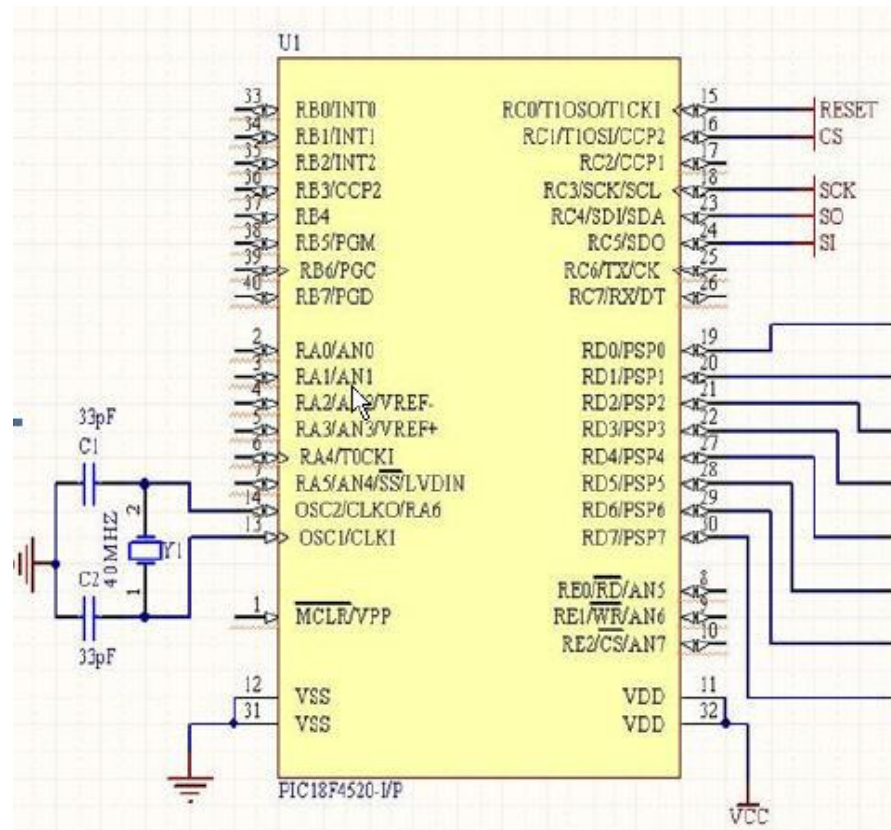 U1
33 RB0/INT0 RC0/T1OSO/T1CKI 15 RESET
34 RB1/INT1 RC1/T1OSI/CCP2 16 CS
35 RB2/INT2 RC2/CCP1 17
36 RB3/CCP2 RC3/SCK/SCL 18 SCK
37 RB4 RC4/SDI/SDA 23 SO
38 RB5/PGM RC5/SDO 24 SI
39 RB6/PGC RC6/TX/CK 25
40 RB7/PGD RC7/RX/DT 26
2 RA0/AN0 RD0/PSP0 19
3 RA1/AN1 RD1/PSP1 20
4 RD2/PSP2 21
5 RA3/AN3/VREF+ RD3/PSP3 22
6 RA4/T0CKI RD4/PSP4 27
7 RA5/AN4/SS/LVDIN RD5/PSP5 28
14 OSC2/CLKO/RA6 RD6/PSP6 29
13 OSC1/CLKI RD7/PSP7 30
33pF
C1
2
40MHZ
Y1
1
C2
33pF
RE0/RD/AN5 8
1 MCLR/VPP RE1/WR/AN6 9
RE2/CS/AN7 10
12 VSS VDD 11
31 VSS VDD 32
PIC18F4520-I/P
VCC